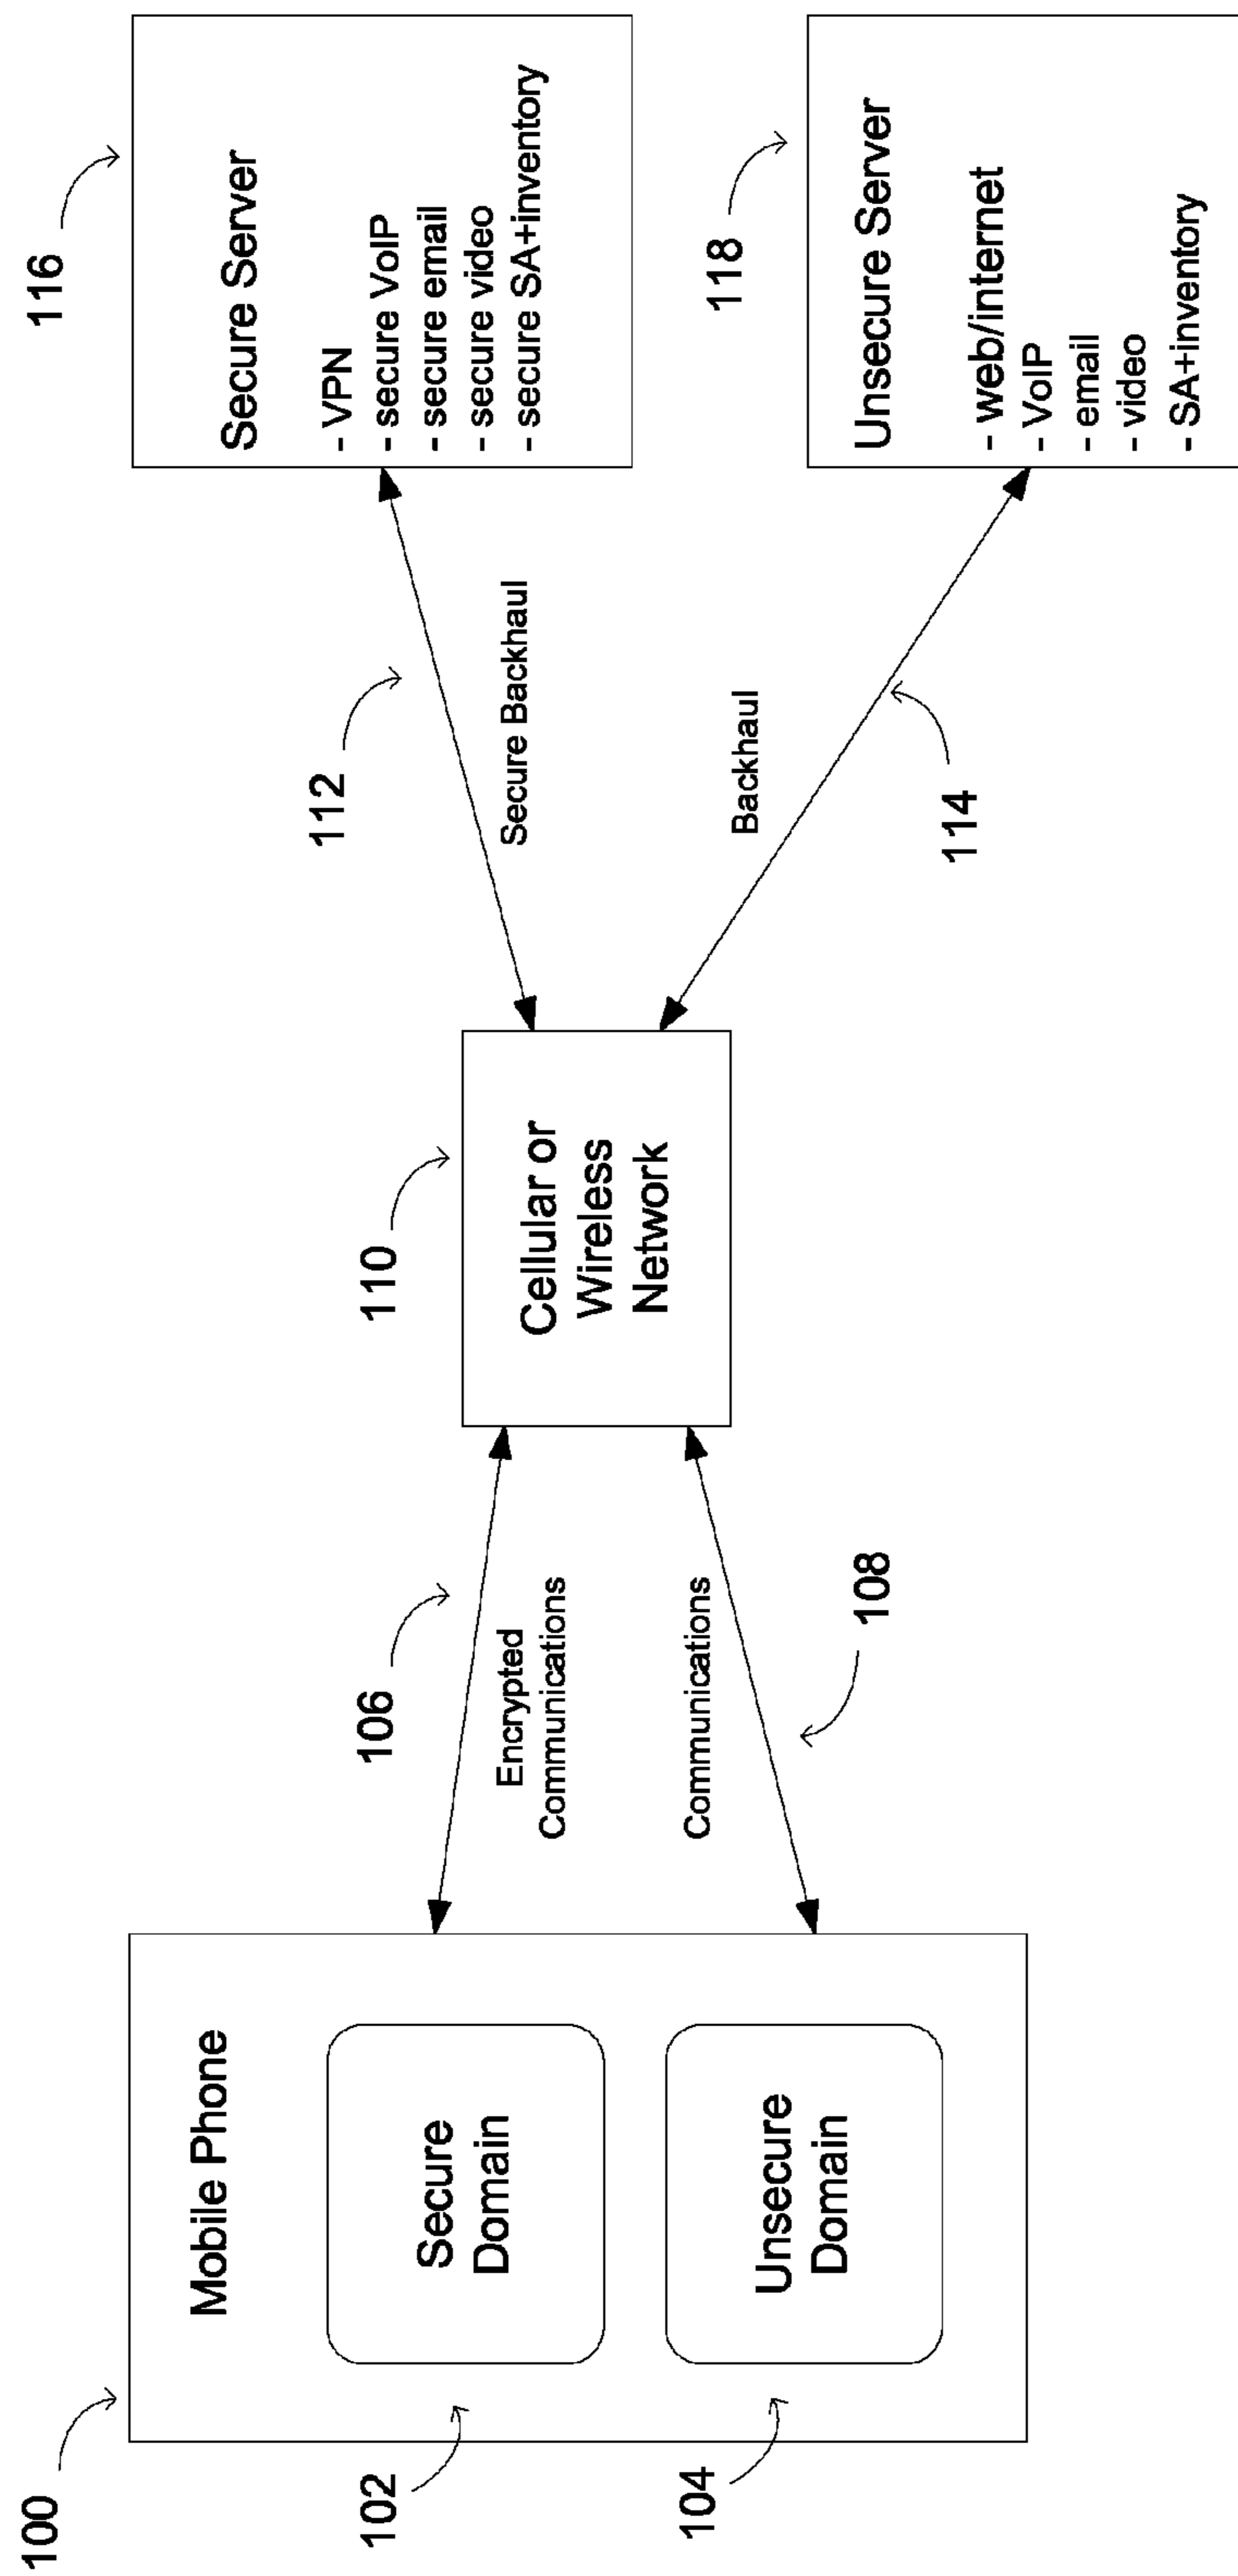 100
Mobile Phone
102
Secure
Domain
104
Unsecure
Domain
106
Encrypted
Communications
Communications
108
110
Cellular or
Wireless
Network
112
Secure Backhaul
Backhaul
114
116
Secure Server
- VPN
- secure VoIP
- secure email
- secure video
- secure SA+inventory
118
Unsecure Server
- web/internet
- VoIP
- email
- video
- SA+inventory